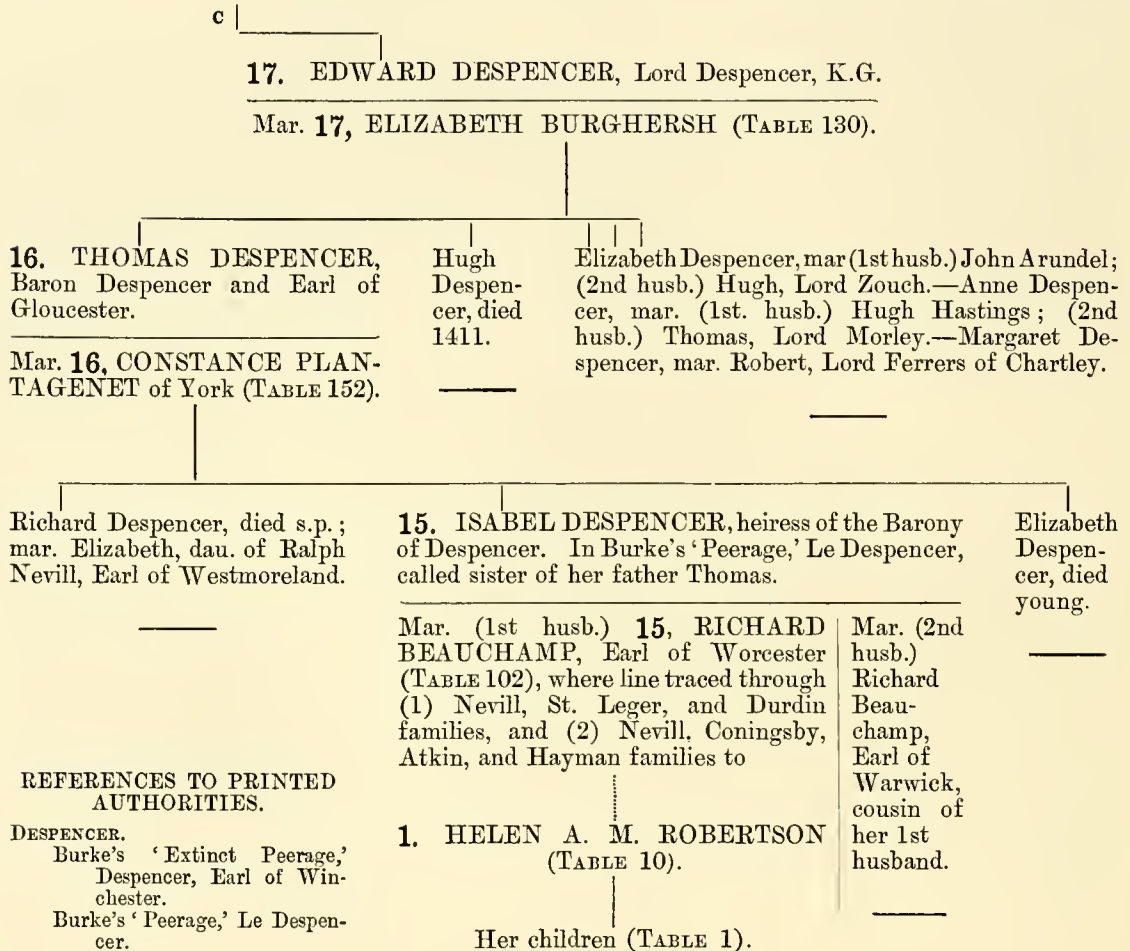 c
17. EDWARD DESPENCER, Lord Despencer, K.G.
Mar. 17, ELIZABETH BURGHERSH (TABLE 130).
16. THOMAS DESPENCER,
Baron Despencer and Earl of
Gloucester.
Mar. 16, CONSTANCE PLAN-
TAGENET of York (TABLE 152).
Hugh
Despen-
cer, died
1411.
Elizabeth Despencer, mar (1st husb.) John Arundel;
(2nd husb.) Hugh, Lord Zouch.—Anne Despen-
cer, mar. (1st. husb.) Hugh Hastings; (2nd
husb.) Thomas, Lord Morley.—Margaret De-
spencer, mar. Robert, Lord Ferrers of Chartley.
Richard Despencer, died s.p.;
mar. Elizabeth, dau. of Ralph
Nevill, Earl of Westmoreland.
15. ISABEL DESPENCER, heiress of the Barony
of Despencer. In Burke's 'Peerage,' Le Despencer,
called sister of her father Thomas.
Elizabeth
Despen-
cer, died
young.
Mar. (1st husb.) 15, RICHARD
BEAUCHAMP, Earl of Worcester
(TABLE 102), where line traced through
(1) Nevill, St. Leger, and Durdin
families, and (2) Nevill, Coningsby,
Atkin, and Hayman families to
Mar. (2nd
husb.)
Richard
Beau-
champ,
Earl of
Warwick,
cousin of
her 1st
husband.
1. HELEN A. M. ROBERTSON
(TABLE 10).
Her children (TABLE 1).
REFERENCES TO PRINTED
AUTHORITIES.
DESPENCER.
Burke's 'Extinct Peerage,'
Despencer, Earl of Win-
chester.
Burke's 'Peerage,' Le Despen-
cer.